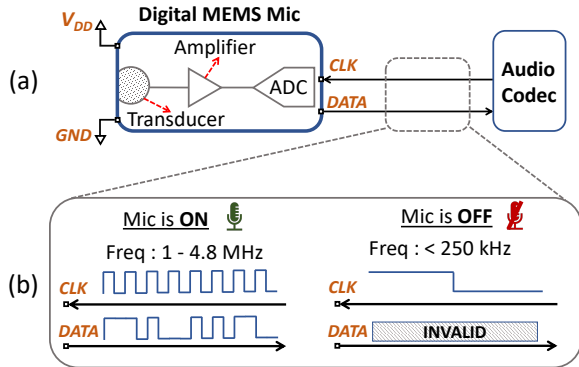 Digital MEMS Mic
VDD
Amplifier
(a)
ADC
CLK
Audio
Codec
DATA
Transducer
GND
(b)
Mic is ON
Freq : 1 - 4.8 MHz
CLK
DATA
Mic is OFF
Freq : < 250 kHz
CLK
DATA
INVALID